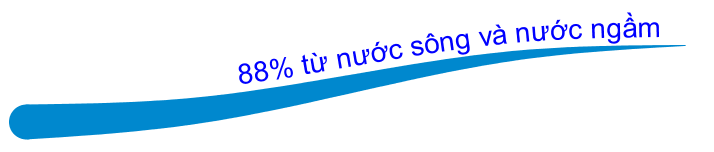 88% từ nước sông và nước ngầm